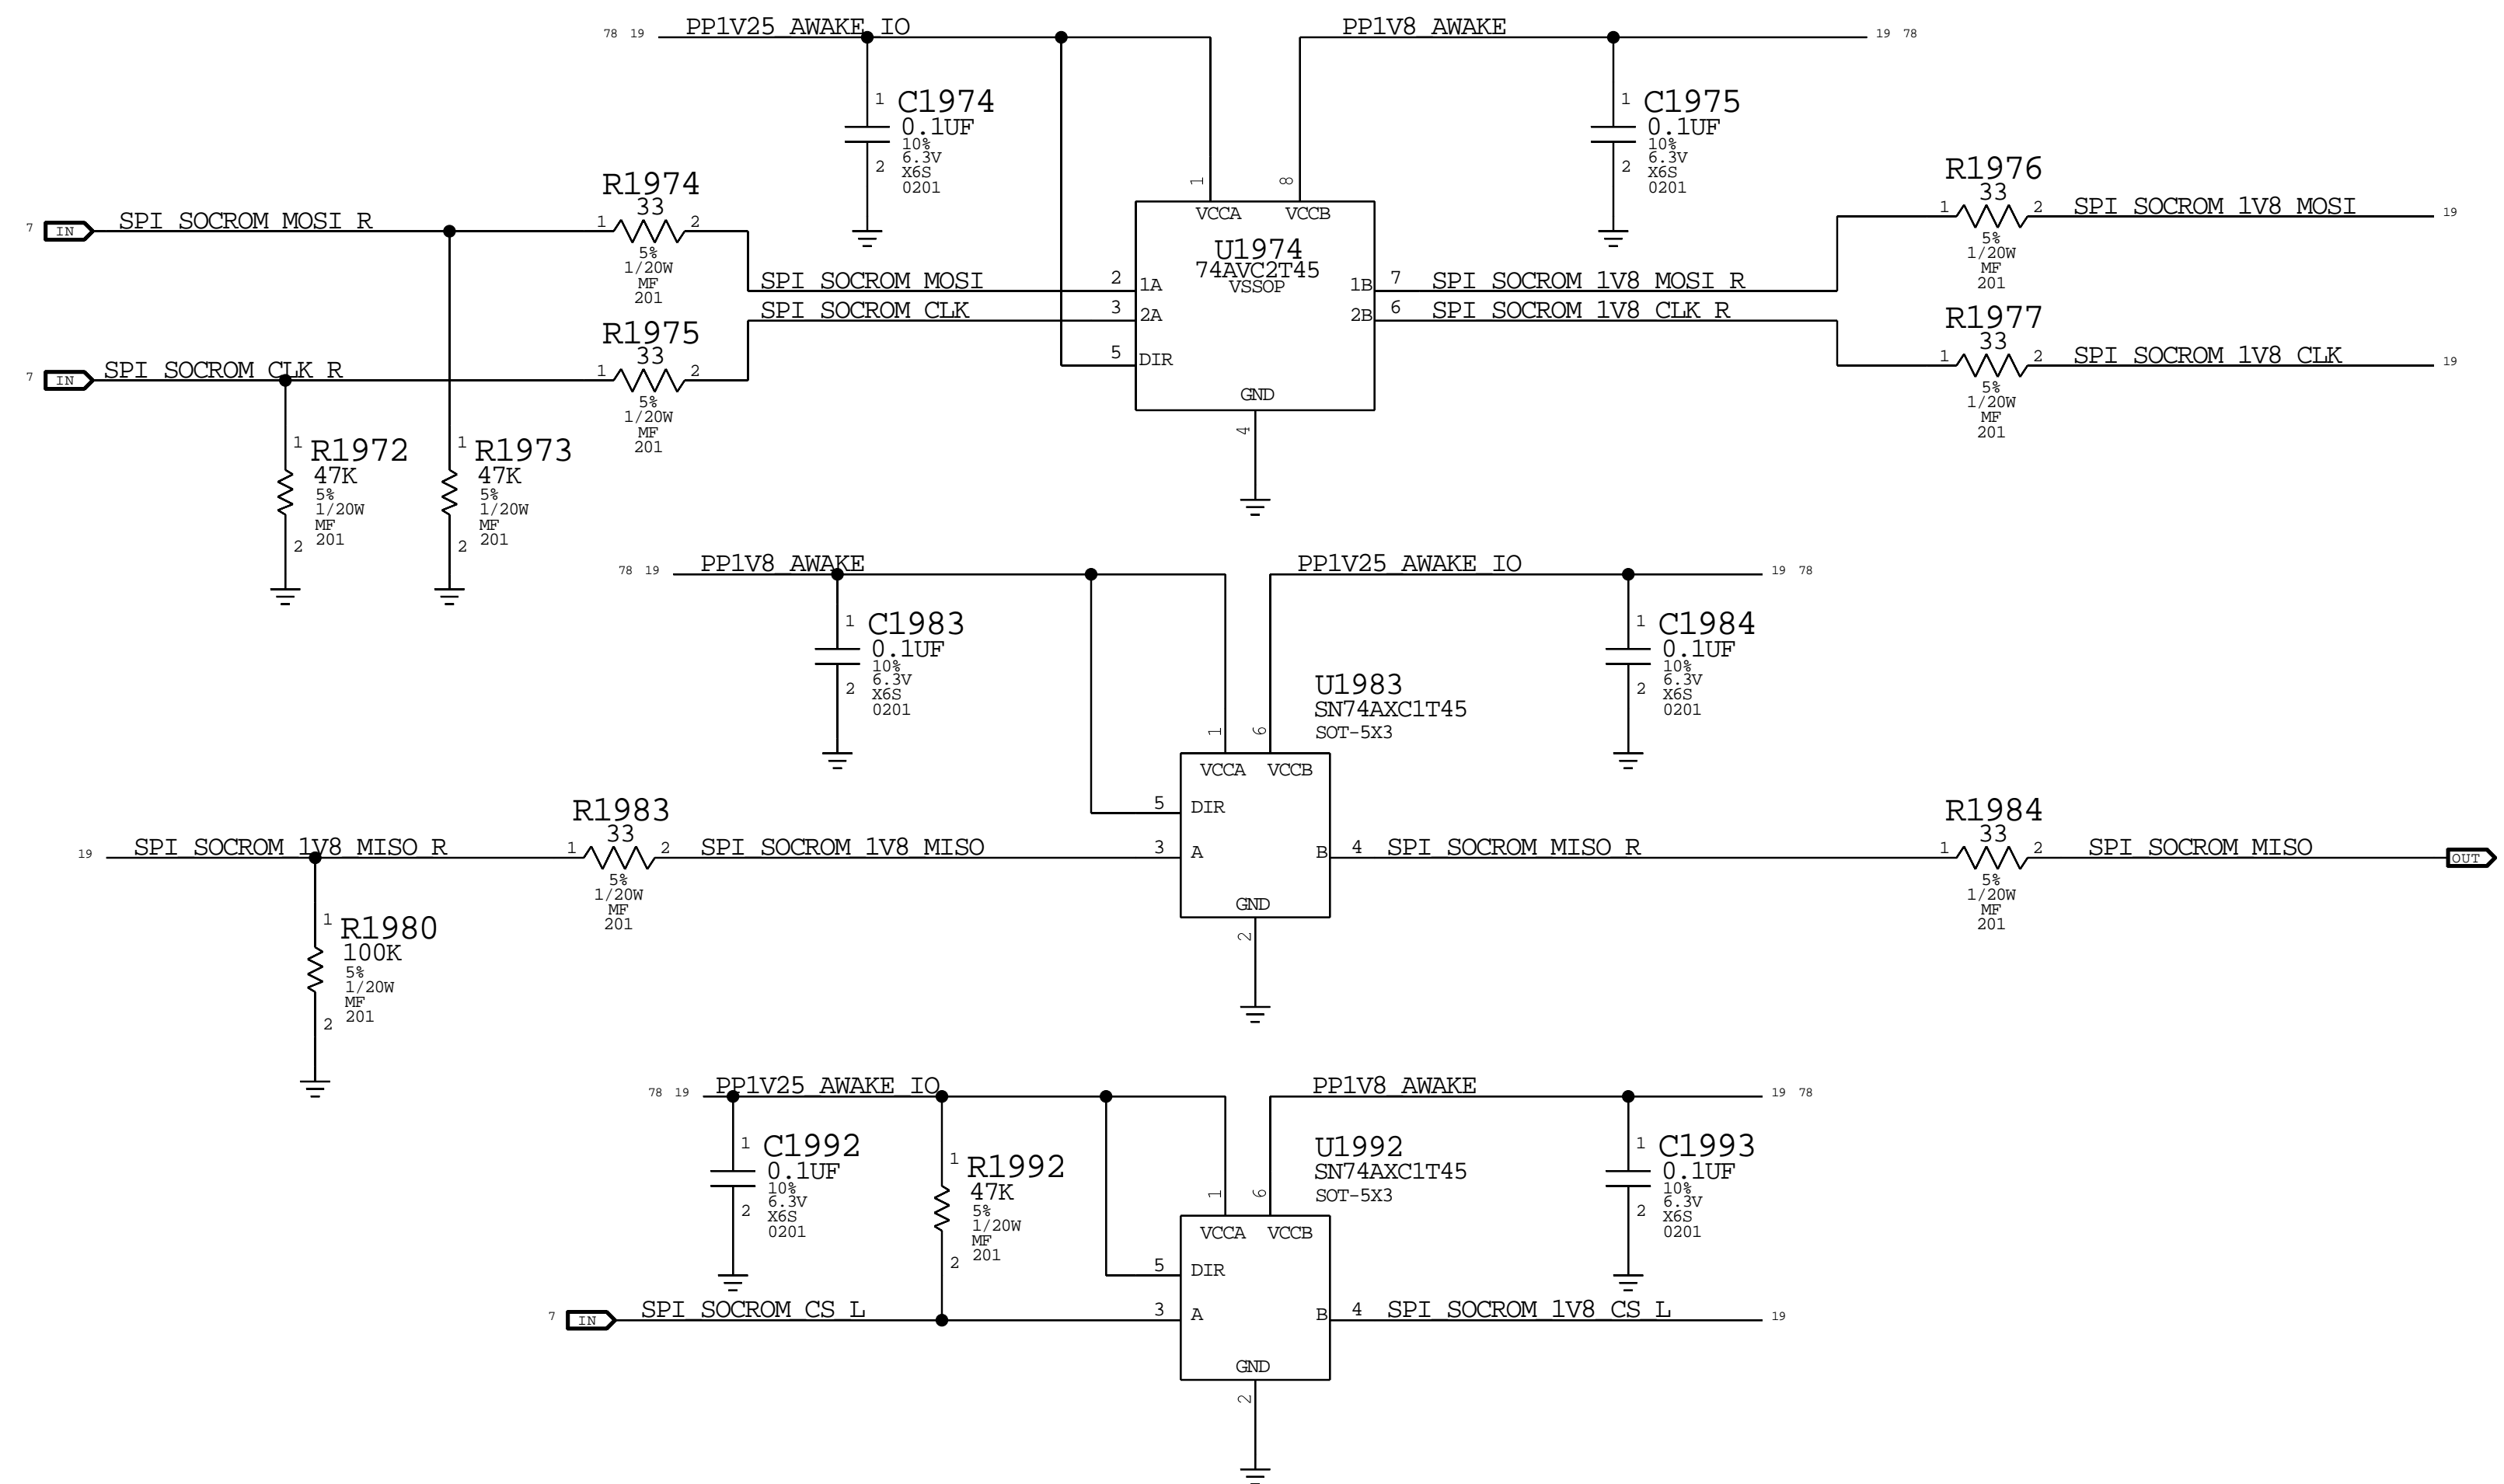 78 19 PP1V25_AWAKE_IO
PP1V8_AWAKE 19 78
1 C1974
0.1UF
10%
6.3V
2 X6S
0201
1 C1975
0.1UF
10%
6.3V
2 X6S
0201
7 IN SPI_SOCROM_MOSI_R
R1974
33
1 2
5%
1/20W
MF
201
SPI_SOCROM_MOSI
SPI_SOCROM_CLK
7 IN SPI_SOCROM_CLK_R
R1975
33
1 2
5%
1/20W
MF
201
1 8
VCCA VCCB
U1974
74AVC2T45
VSSOP
2 1A 1B 7
3 2A 2B 6
5 DIR
GND
4
SPI_SOCROM_1V8_MOSI_R
SPI_SOCROM_1V8_CLK_R
R1976
33
1 2 SPI_SOCROM_1V8_MOSI 19
5%
1/20W
MF
201
R1977
33
1 2 SPI_SOCROM_1V8_CLK 19
5%
1/20W
MF
201
1 R1972
47K
5%
1/20W
MF
2 201
1 R1973
47K
5%
1/20W
MF
2 201
78 19 PP1V8_AWAKE
PP1V25_AWAKE_IO 19 78
1 C1983
0.1UF
10%
6.3V
2 X6S
0201
1 C1984
0.1UF
10%
6.3V
2 X6S
0201
U1983
SN74AXC1T45
SOT-5X3
1 6
VCCA VCCB
5 DIR
3 A B 4
GND
2
19 SPI_SOCROM_1V8_MISO_R
R1983
33
1 2 SPI_SOCROM_1V8_MISO
5%
1/20W
MF
201
SPI_SOCROM_MISO_R
R1984
33
1 2 SPI_SOCROM_MISO OUT
5%
1/20W
MF
201
1 R1980
100K
5%
1/20W
MF
2 201
78 19 PP1V25_AWAKE_IO
PP1V8_AWAKE 19 78
1 C1992
0.1UF
10%
6.3V
2 X6S
0201
1 R1992
47K
5%
1/20W
MF
2 201
U1992
SN74AXC1T45
SOT-5X3
1 C1993
0.1UF
10%
6.3V
2 X6S
0201
1 6
VCCA VCCB
5 DIR
3 A B 4
GND
2
7 IN SPI_SOCROM_CS_L
SPI_SOCROM_1V8_CS_L 19